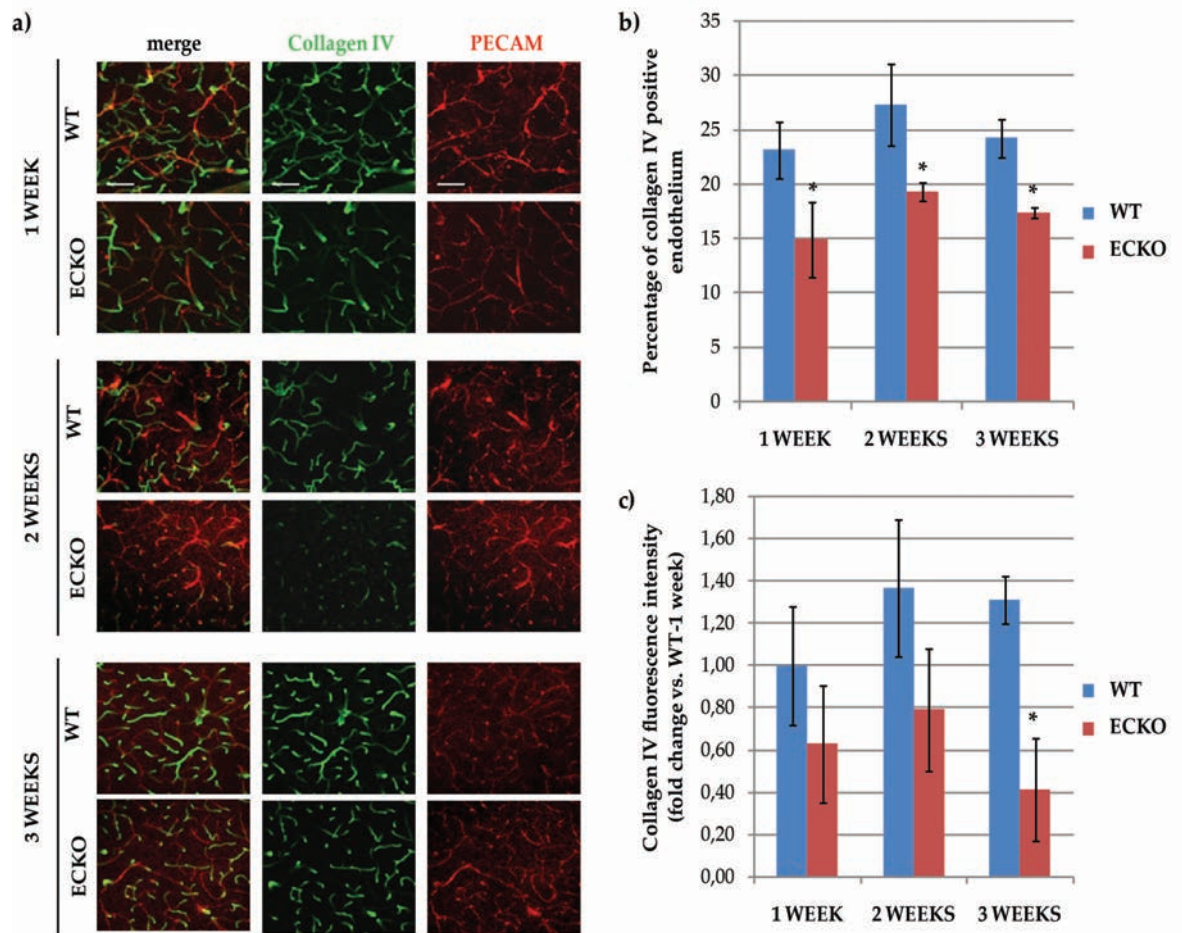 a)
merge
Collagen IV
PECAM
1 WEEK
WT
ECKO
2 WEEKS
WT
ECKO
3 WEEKS
WT
ECKO
b)
Percentage of collagen IV positive
endothelium
35
30
25
20
15
10
5
0
*
*
*
1 WEEK
2 WEEKS
3 WEEKS
WT
ECKO
c)
Collagen IV fluorescence intensity
(fold change vs. WT-1 week)
1,80
1,60
1,40
1,20
1,00
0,80
0,60
0,40
0,20
0,00
*
1 WEEK
2 WEEKS
3 WEEKS
WT
ECKO